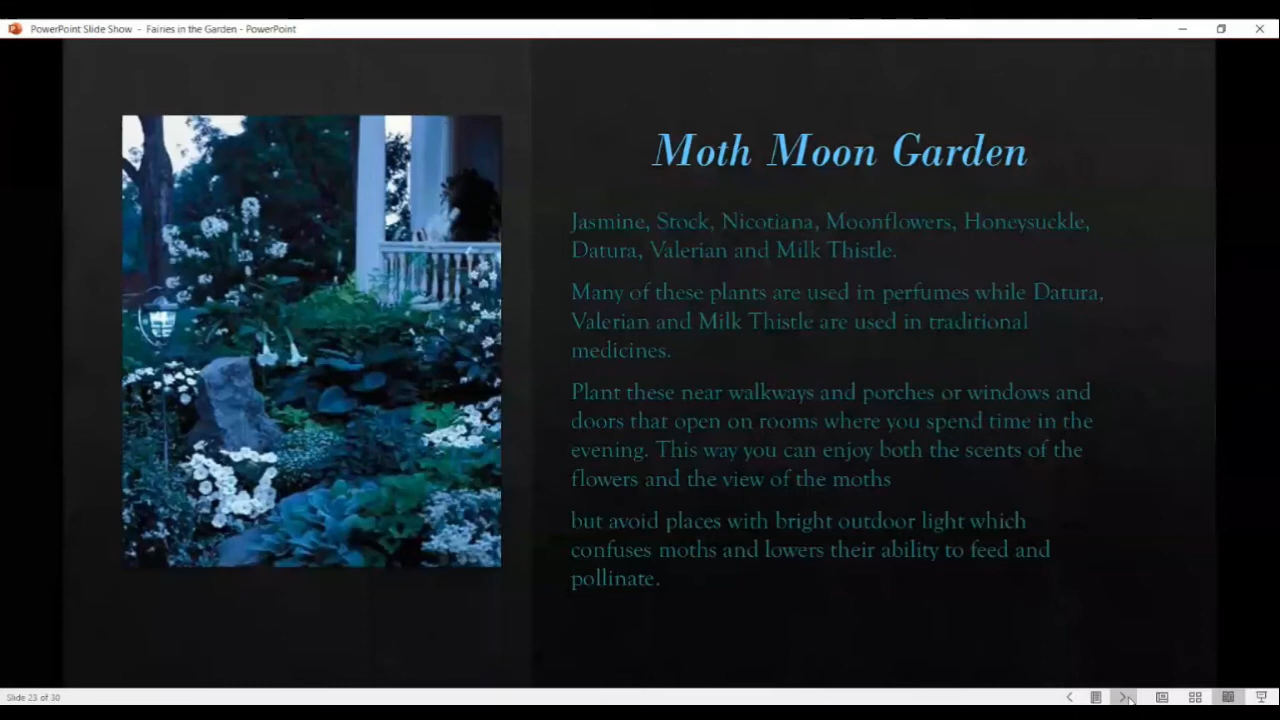 PowerPoint Slide Show - Fairies in the Garden - PowerPoint
Moth Moon Garden
Jasmine, Stock, Nicotiana, Moonflowers, Honeysuckle,
Datura, Valerian and Milk Thistle.
Many of these plants are used in perfumes while Datura,
Valerian and Milk Thistle are used in traditional
medicines.
Plant these near walkways and porches or windows and
doors that open on rooms where you spend time in the
evening. This way you can enjoy both the scents of the
flowers and the view of the moths
but avoid places with bright outdoor light which
confuses moths and lowers their ability to feed and
pollinate.
Slide 23 of 30